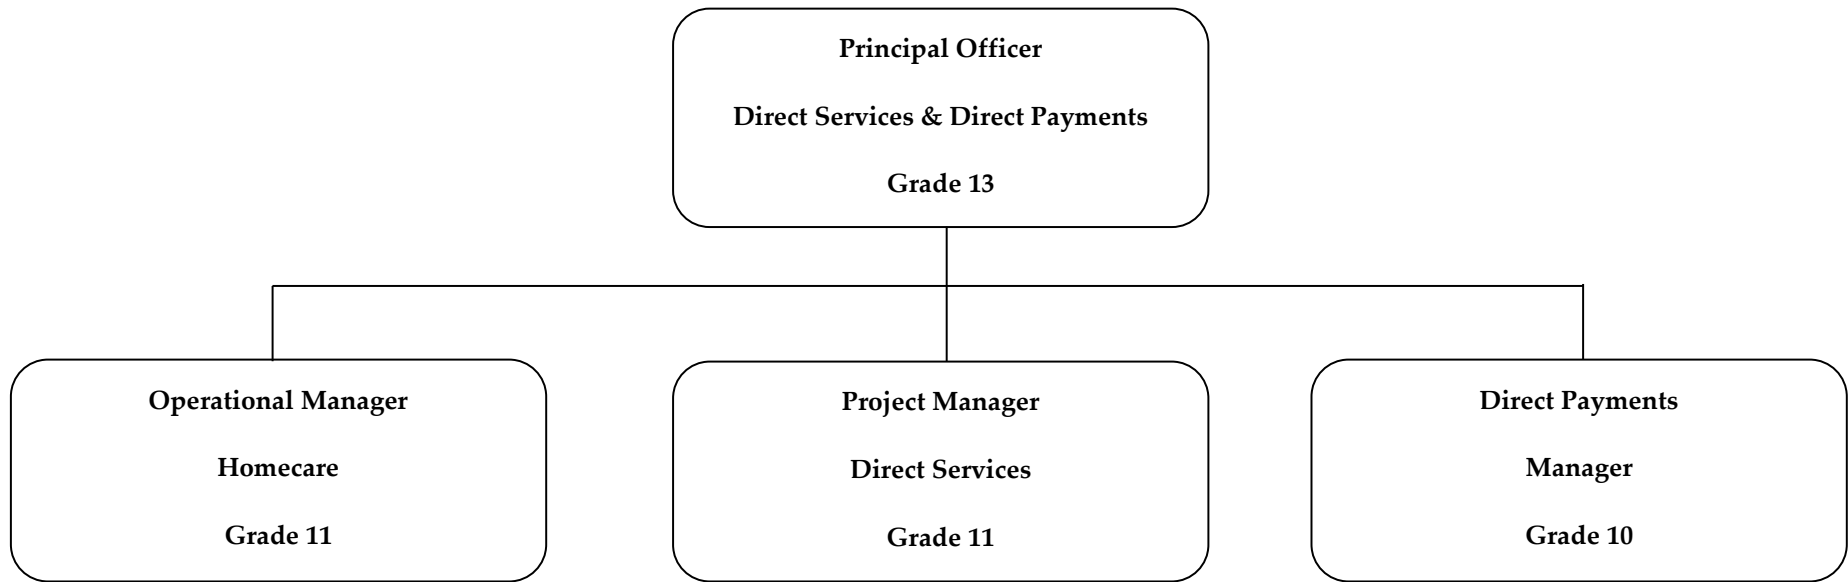 Principal Officer
Direct Services & Direct Payments
Grade 13
Operational Manager
Homecare
Grade 11
Project Manager
Direct Services
Grade 11
Direct Payments
Manager
Grade 10